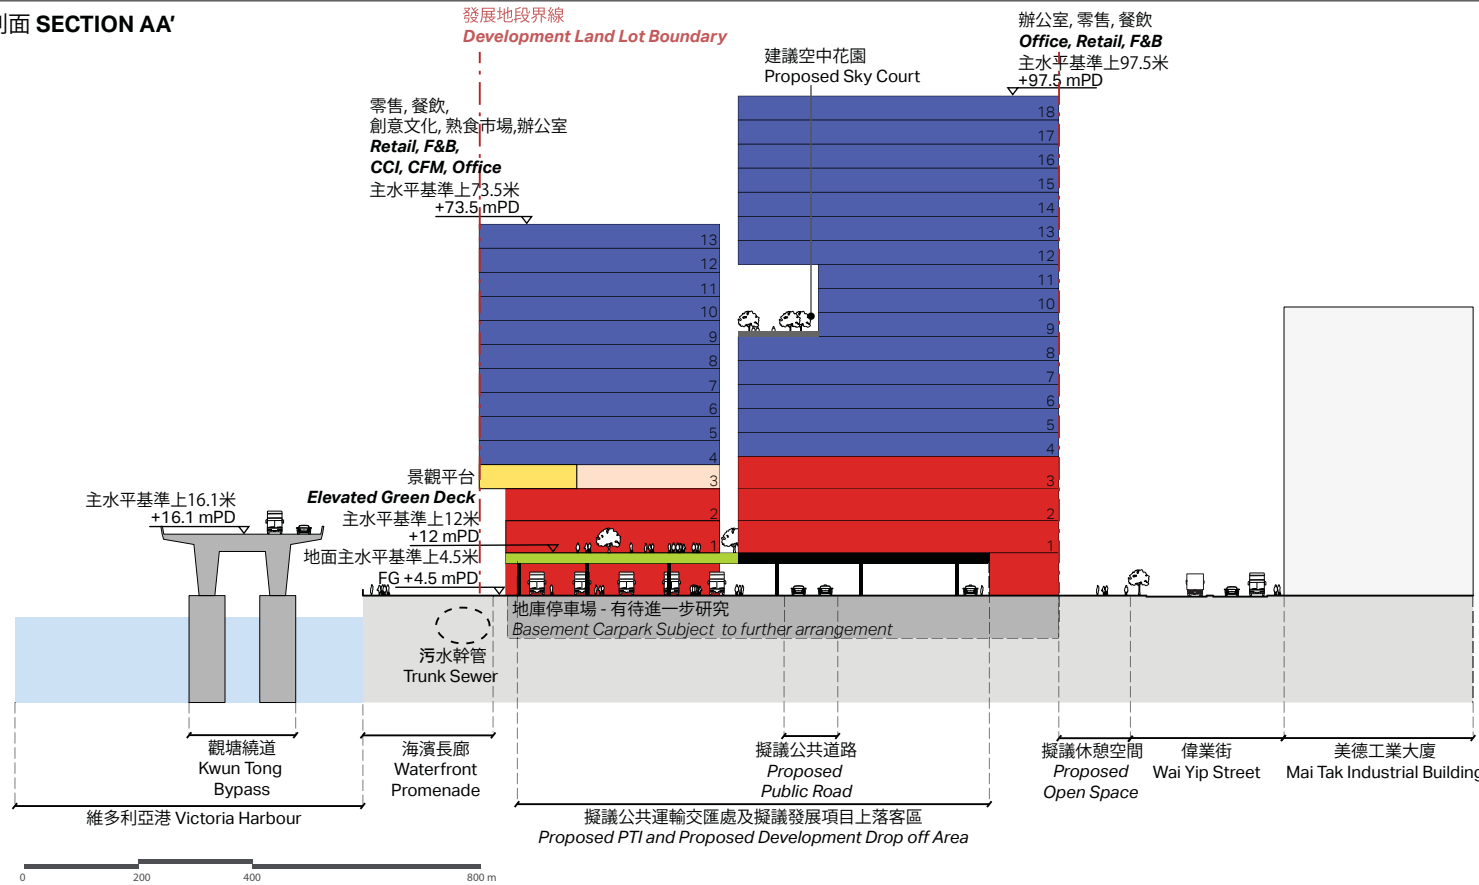 剖面 SECTION AA'
發展地段界線
Development Land Lot Boundary
辦公室, 零售, 餐飲
Office, Retail, F&B
主水平基準上97.5米
+97.5 mPD
建議空中花園
Proposed Sky Court
零售, 餐飲,
創意文化, 熟食市場,辦公室
Retail, F&B,
CCI, CFM, Office
主水平基準上73.5米
+73.5 mPD
18
17
16
15
14
13
12
11
10
9
8
7
6
5
4
3
2
1
13
12
11
10
9
8
7
6
5
4
3
2
1
景觀平台
Elevated Green Deck
主水平基準上12米
+12 mPD
主水平基準上16.1米
+16.1 mPD
地面主水平基準上4.5米
FG +4.5 mPD
地庫停車場 - 有待進一步研究
Basement Carpark Subject to further arrangement
污水幹管
Trunk Sewer
觀塘繞道
Kwun Tong
Bypass
海濱長廊
Waterfront
Promenade
擬議公共道路
Proposed
Public Road
擬議休憩空間
Proposed
Open Space
偉業街
Wai Yip Street
美德工業大廈
Mai Tak Industrial Building
維多利亞港 Victoria Harbour
擬議公共運輸交匯處及擬議發展項目上落客區
Proposed PTI and Proposed Development Drop off Area
0 200 400 800 m